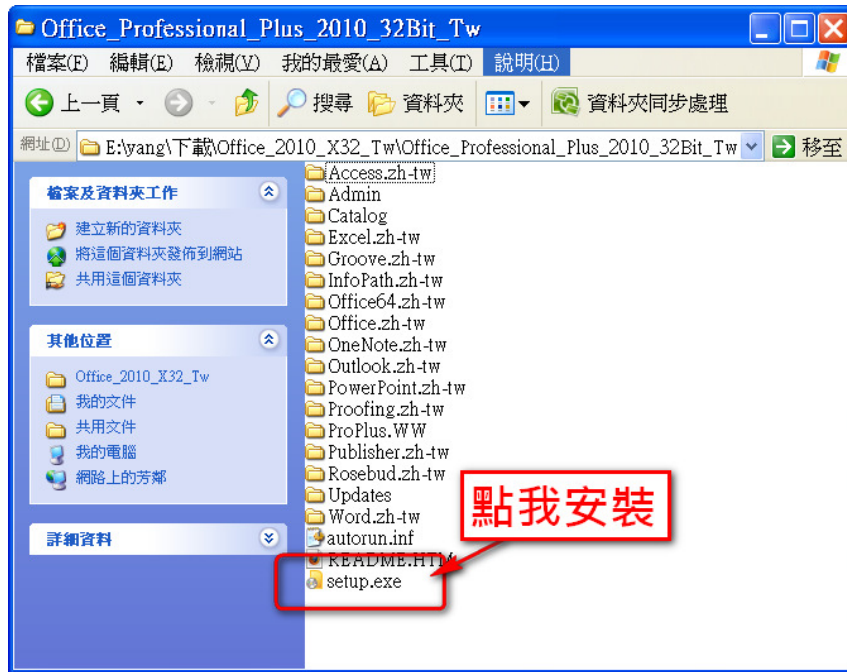 Office_Professional_Plus_2010_32Bit_Tw
檔案(F) 編輯(E) 檢視(V) 我的最愛(A) 工具(T) 說明(H)
上一頁 搜尋 資料夾 資料夾同步處理
網址(D) E:\yang\下載\Office_2010_X32_Tw\Office_Professional_Plus_2010_32Bit_Tw 移至
檔案及資料夾工作
建立新的資料夾
將這個資料夾發佈到網站
共用這個資料夾
其他位置
Office_2010_X32_Tw
我的文件
共用文件
我的電腦
網路上的芳鄰
詳細資料
Access.zh-tw
Admin
Catalog
Excel.zh-tw
Groove.zh-tw
InfoPath.zh-tw
Office64.zh-tw
Office.zh-tw
OneNote.zh-tw
Outlook.zh-tw
PowerPoint.zh-tw
Proofing.zh-tw
ProPlus.WW
Publisher.zh-tw
Rosebud.zh-tw
Updates
Word.zh-tw
autorun.inf
README.HTM
setup.exe
點我安裝